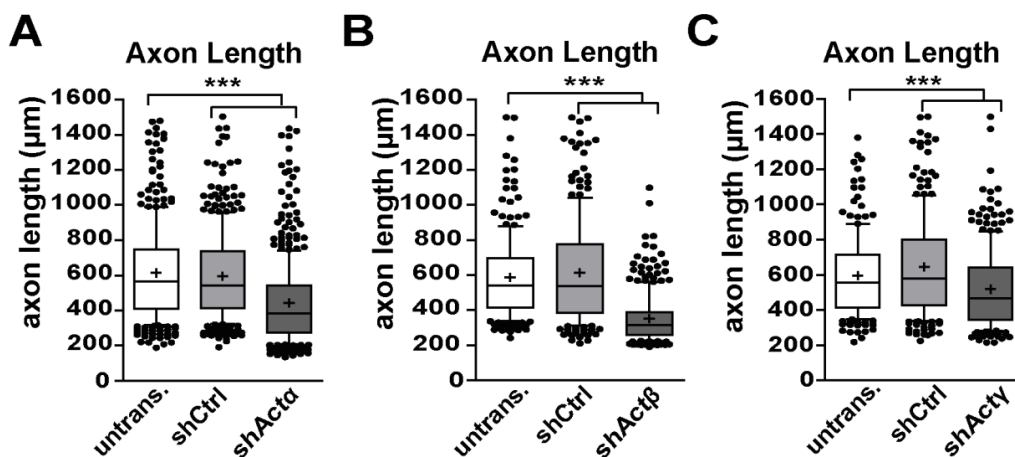 A
Axon Length
***
axon length (µm)
1600
1400
1200
1000
800
600
400
200
0
untrans.
shCtrl
shActα
B
Axon Length
***
axon length (µm)
1600
1400
1200
1000
800
600
400
200
0
untrans.
shCtrl
shActβ
C
Axon Length
***
axon length (µm)
1600
1400
1200
1000
800
600
400
200
0
untrans.
shCtrl
shActγ